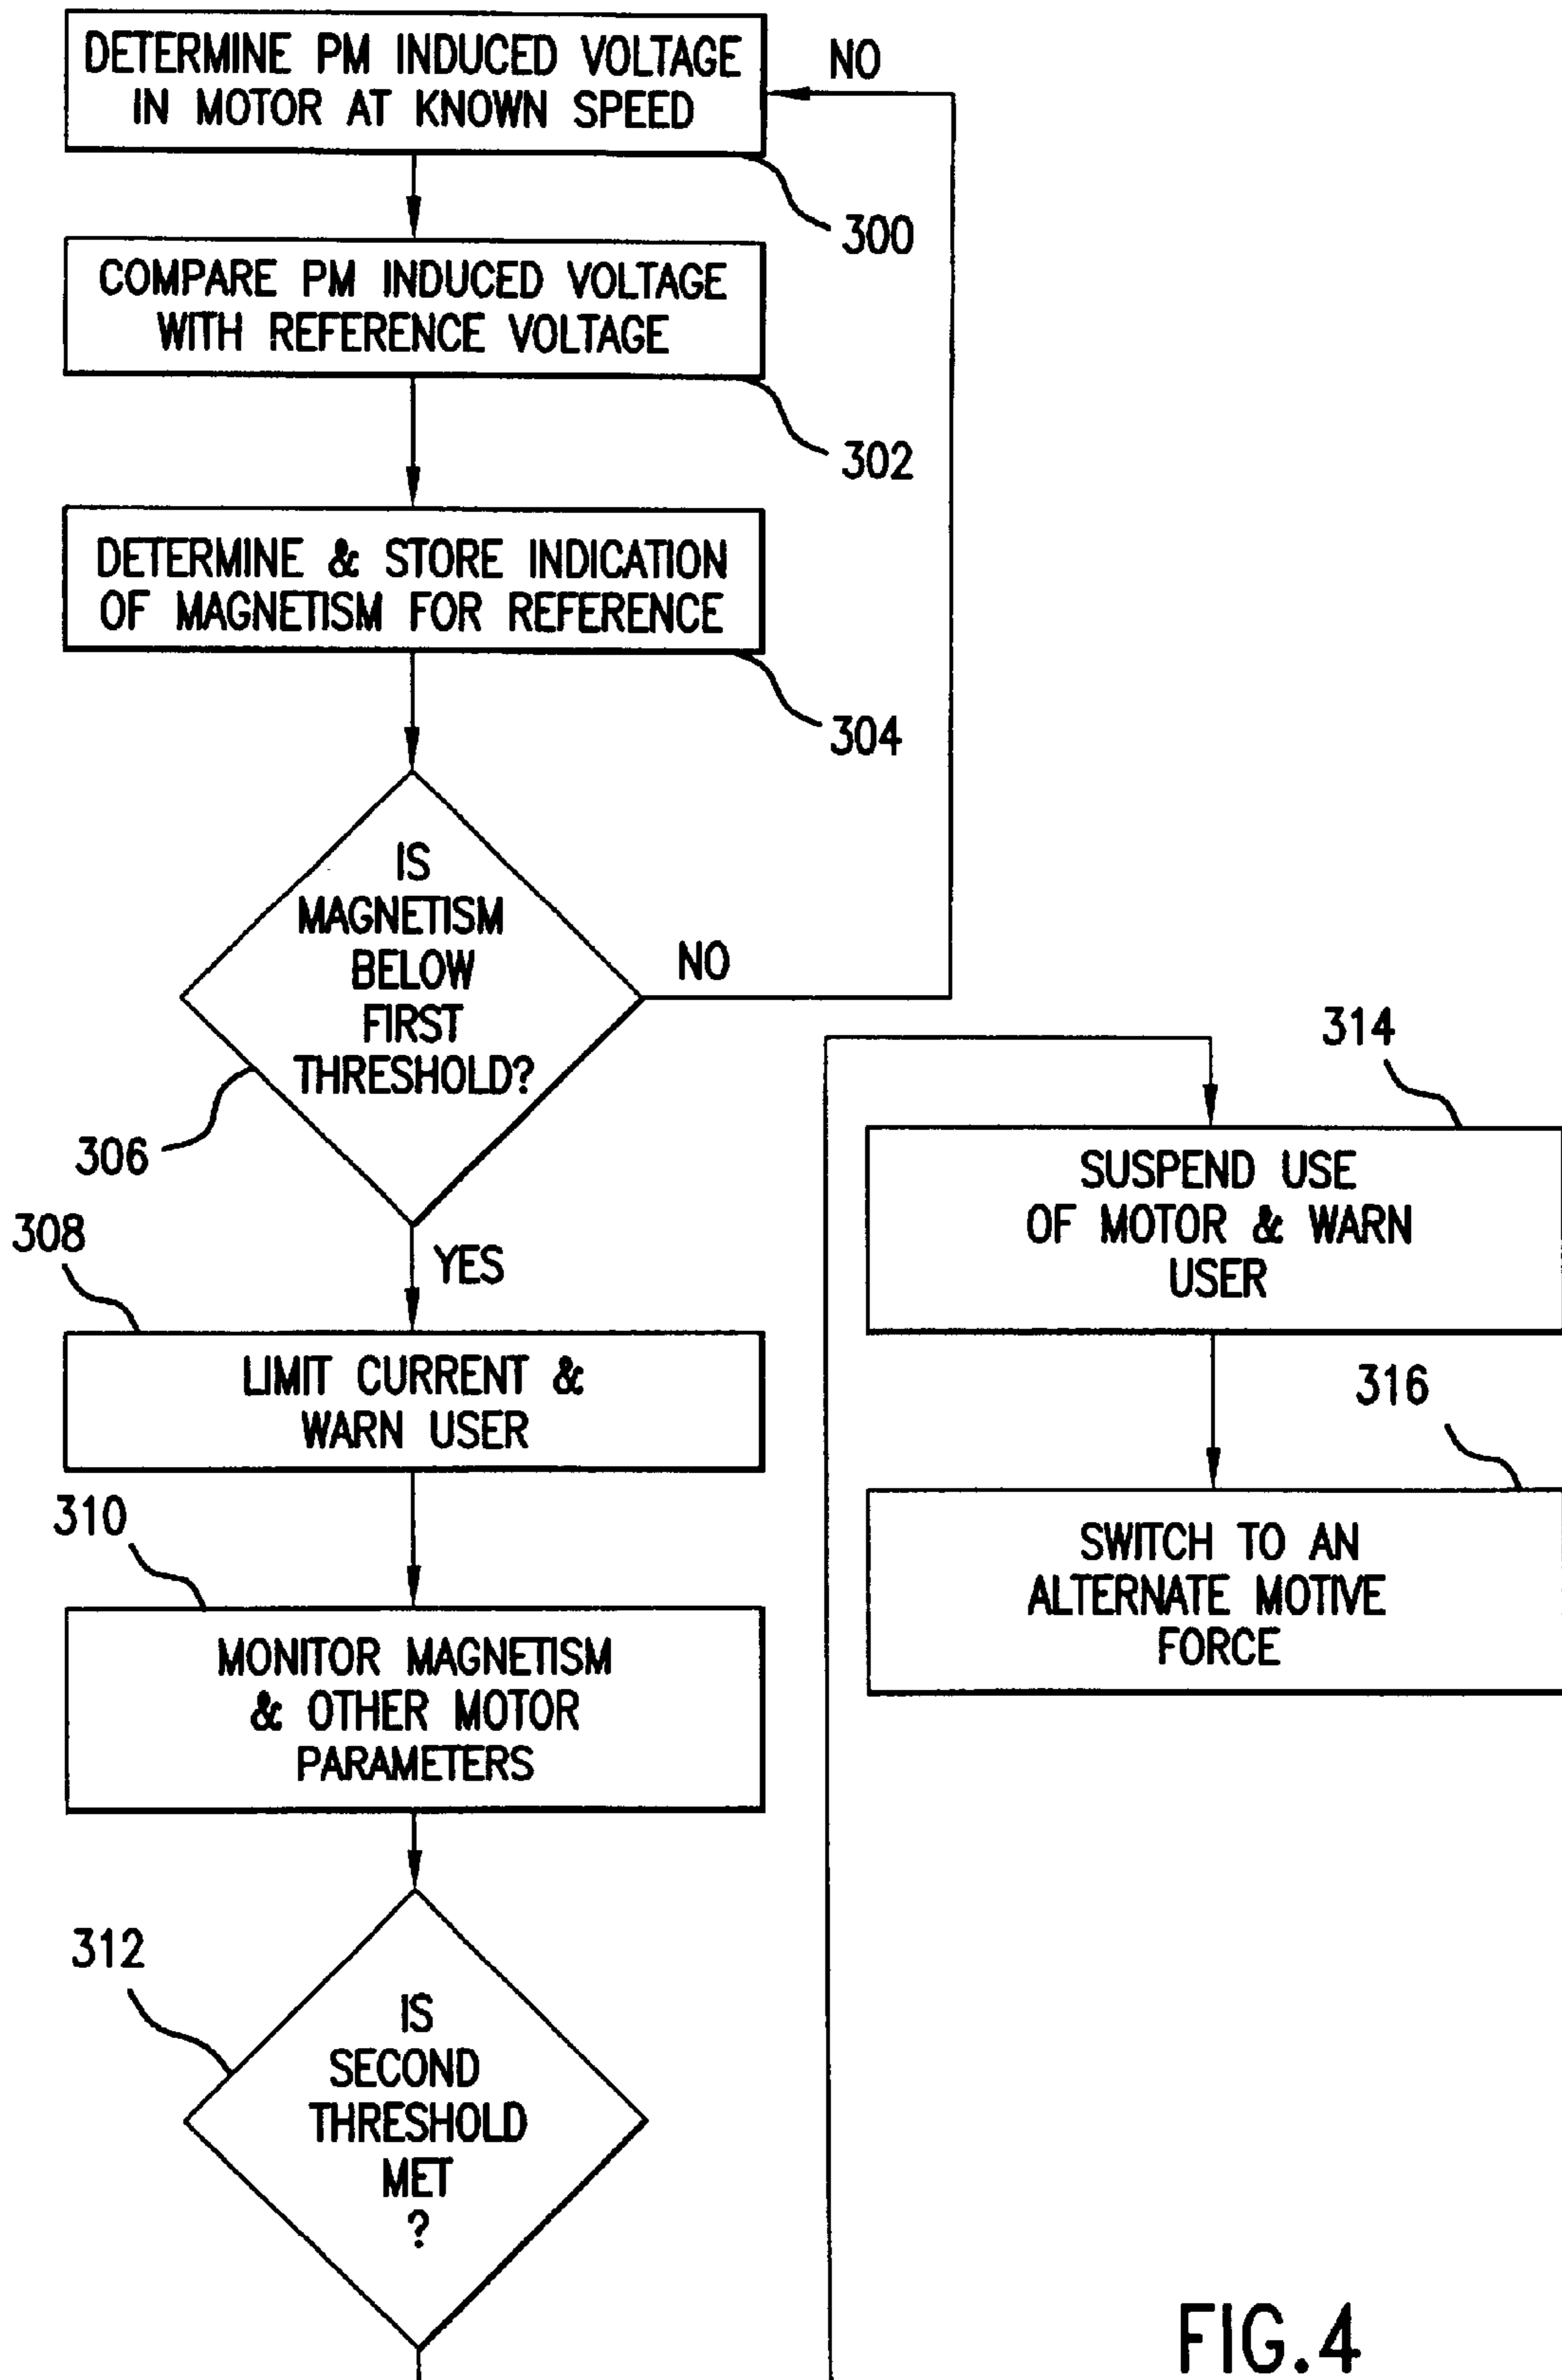 DETERMINE PM INDUCED VOLTAGE
IN MOTOR AT KNOWN SPEED
NO
300
COMPARE PM INDUCED VOLTAGE
WITH REFERENCE VOLTAGE
302
DETERMINE & STORE INDICATION
OF MAGNETISM FOR REFERENCE
304
IS
MAGNETISM
BELOW
FIRST
THRESHOLD?
NO
306
YES
308
LIMIT CURRENT &
WARN USER
310
MONITOR MAGNETISM
& OTHER MOTOR
PARAMETERS
312
IS
SECOND
THRESHOLD
MET
?
314
SUSPEND USE
OF MOTOR & WARN
USER
316
SWITCH TO AN
ALTERNATE MOTIVE
FORCE
FIG.4